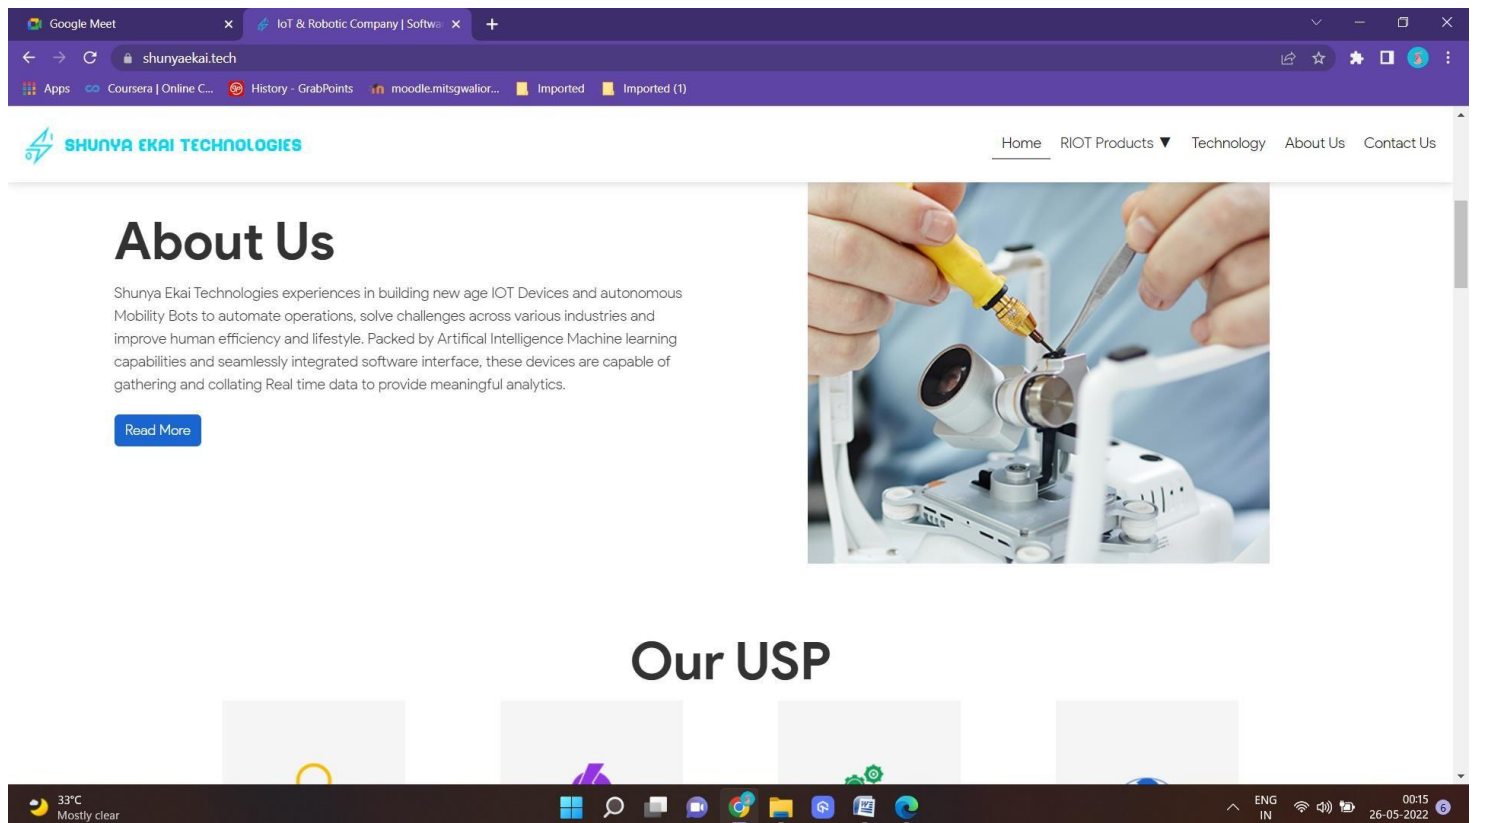 Google Meet
IoT & Robotic Company | Softwa
shunyaekai.tech
Apps
Coursera | Online C...
History - GrabPoints
moodle.mitsgwalior...
Imported
Imported (1)
SHUNYA EKAI TECHNOLOGIES
Home
RIOT Products ▼
Technology
About Us
Contact Us
About Us
Shunya Ekai Technologies experiences in building new age IOT Devices and autonomous
Mobility Bots to automate operations, solve challenges across various industries and
improve human efficiency and lifestyle. Packed by Artifical Intelligence Machine learning
capabilities and seamlessly integrated software interface, these devices are capable of
gathering and collating Real time data to provide meaningful analytics.
Read More
Our USP
33°C
Mostly clear
ENG
IN
00:15
26-05-2022
6